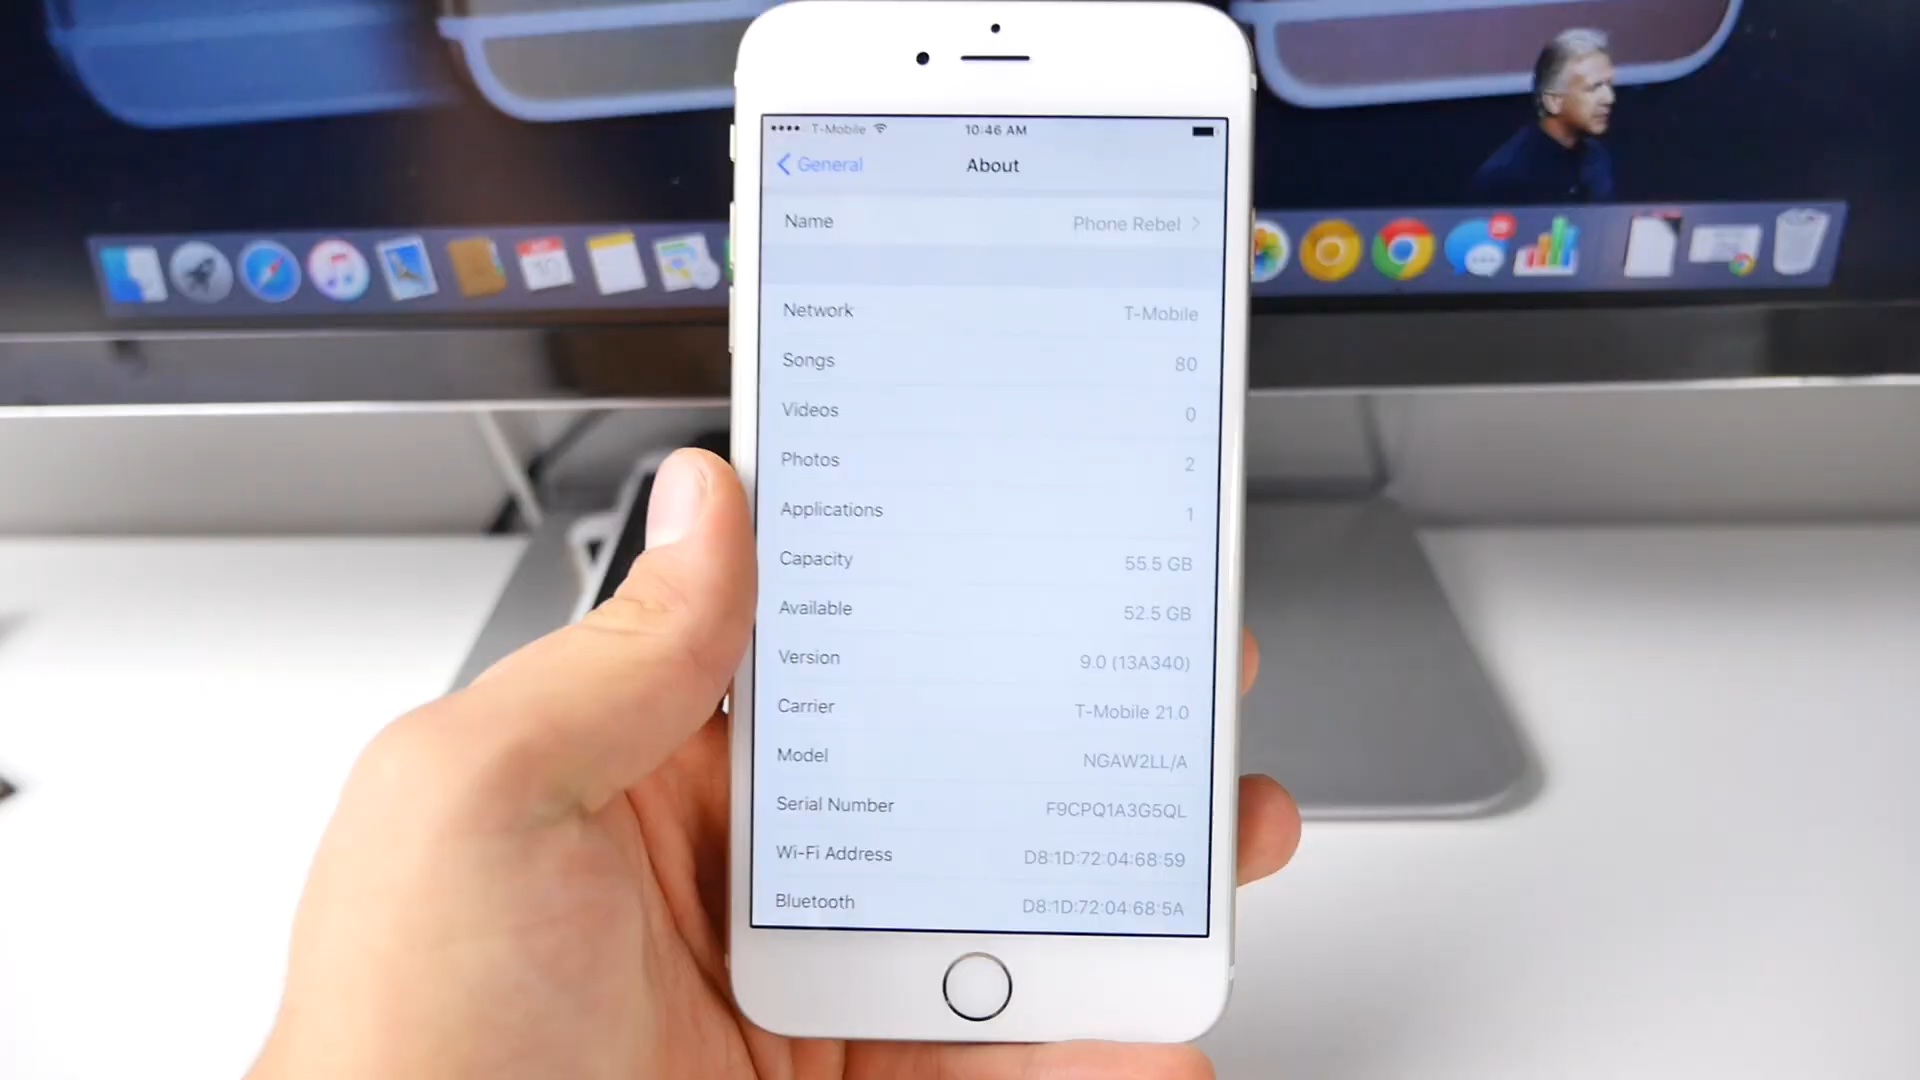 T-Mobile 10:46 AM
General About
Name Phone Rebel
Network T-Mobile
Songs 80
Videos 0
Photos 2
Applications 1
Capacity 55.5 GB
Available 52.5 GB
Version 9.0 (13A340)
Carrier T-Mobile 21.0
Model NGAW2LL/A
Serial Number F9CPQ1A3G5QL
Wi-Fi Address D8:1D:72:04:68:59
Bluetooth D8:1D:72:04:68:5A